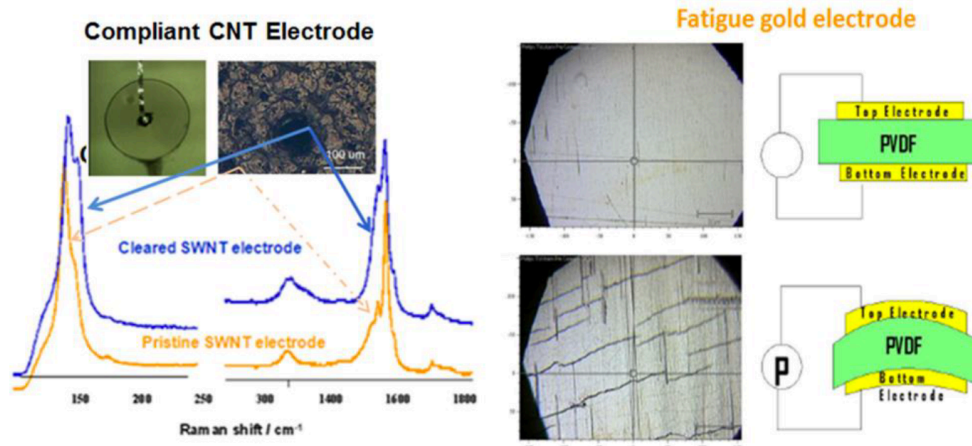 Compliant CNT Electrode
100 um
Cleared SWNT electrode
Pristine SWNT electrode
150 200 250 300 1400 1600 1800
Raman shift / cm⁻¹
Fatigue gold electrode
Top Electrode
PVDF
Bottom Electrode
P
Top Electrode
PVDF
Bottom
Electrode